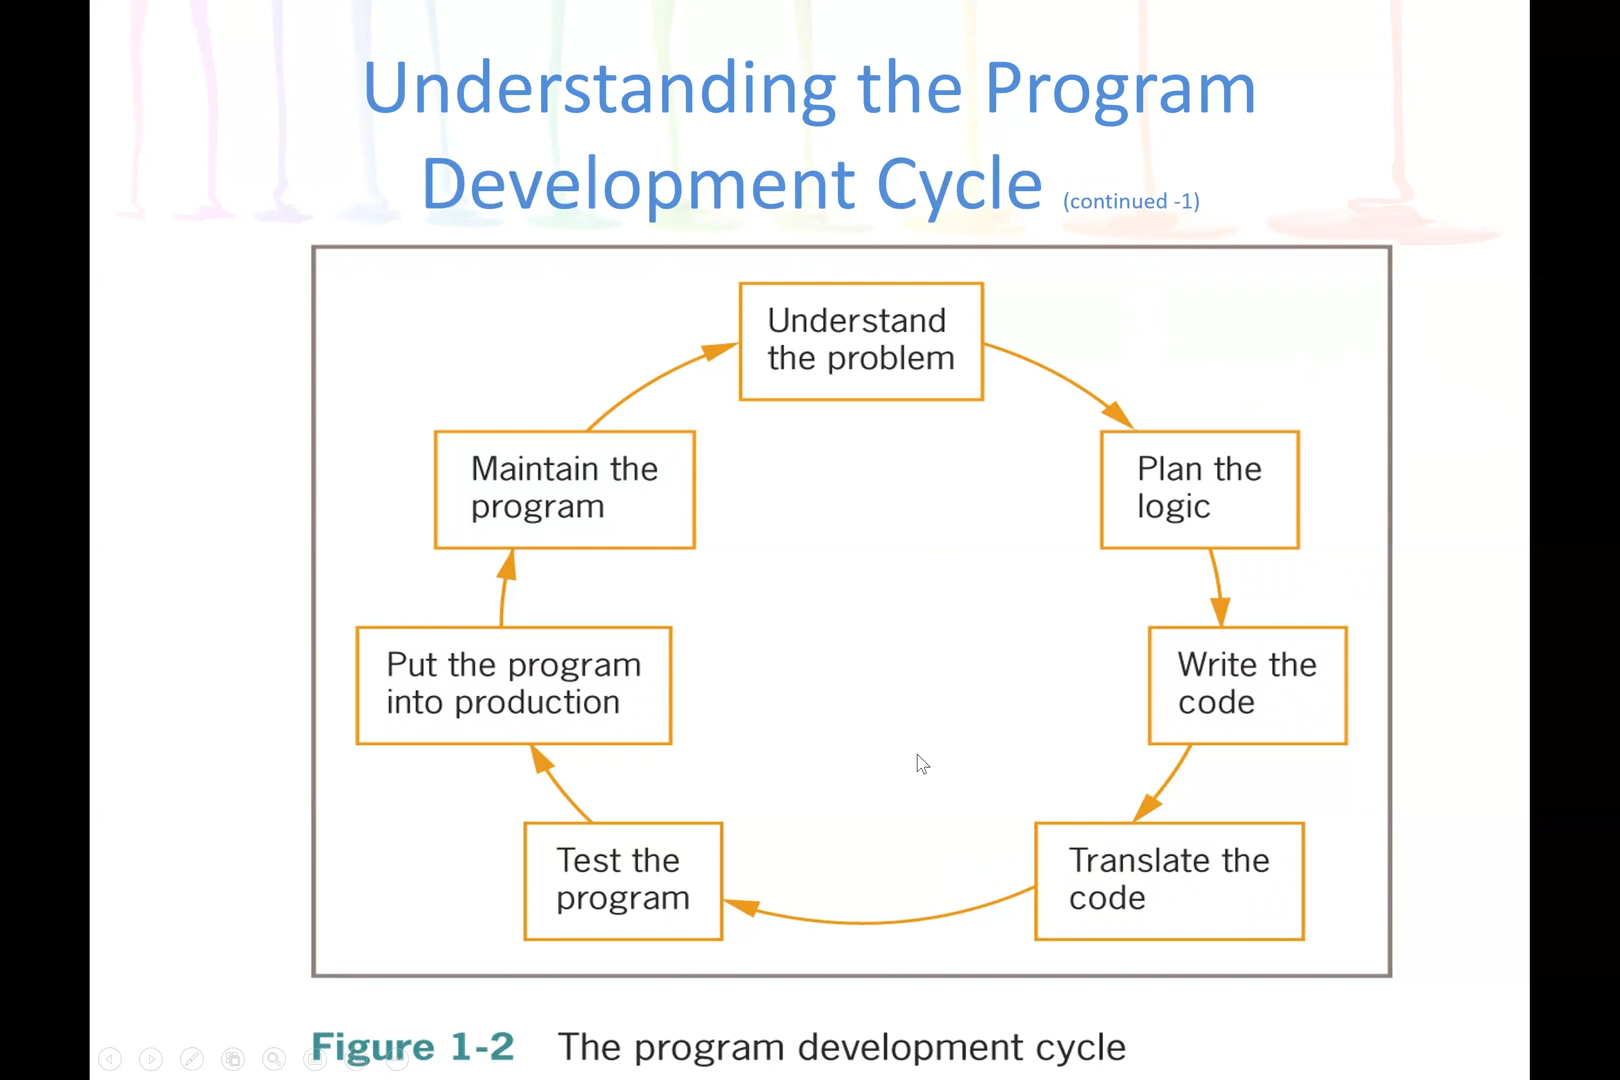 Understanding the Program
Development Cycle (continued -1)
Understand
the problem
Maintain the
program
Plan the
logic
Put the program
into production
Write the
code
Test the
program
Translate the
code
Figure 1-2 The program development cycle